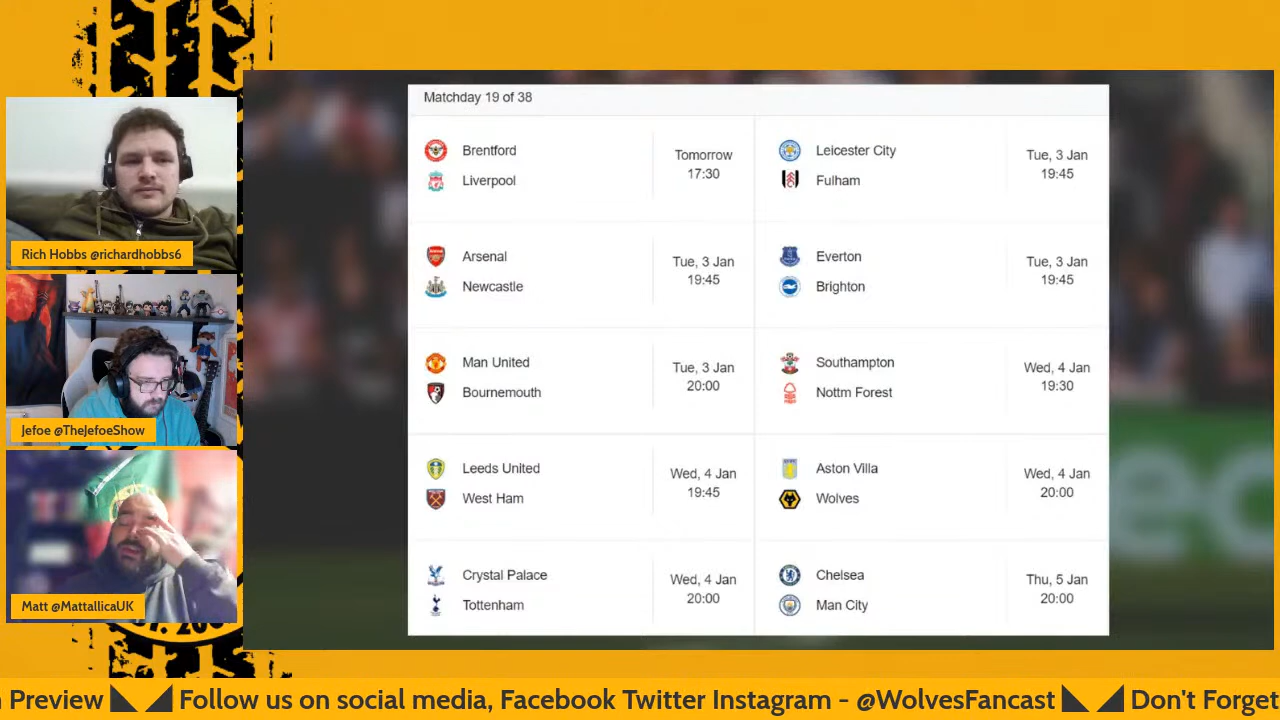 Matchday 19 of 38
Brentford
Liverpool
Tomorrow
17:30
Leicester City
Fulham
Tue, 3 Jan
19:45
Arsenal
Newcastle
Tue, 3 Jan
19:45
Everton
Brighton
Tue, 3 Jan
19:45
Man United
Bournemouth
Tue, 3 Jan
20:00
Southampton
Nottm Forest
Wed, 4 Jan
19:30
Leeds United
West Ham
Wed, 4 Jan
19:45
Aston Villa
Wolves
Wed, 4 Jan
20:00
Crystal Palace
Tottenham
Wed, 4 Jan
20:00
Chelsea
Man City
Thu, 5 Jan
20:00
Rich Hobbs @richardhobbs6
Jefoe @TheJefoeShow
Matt @MattallicaUK
Preview Follow us on social media, Facebook Twitter Instagram - @WolvesFancast Don't Forget